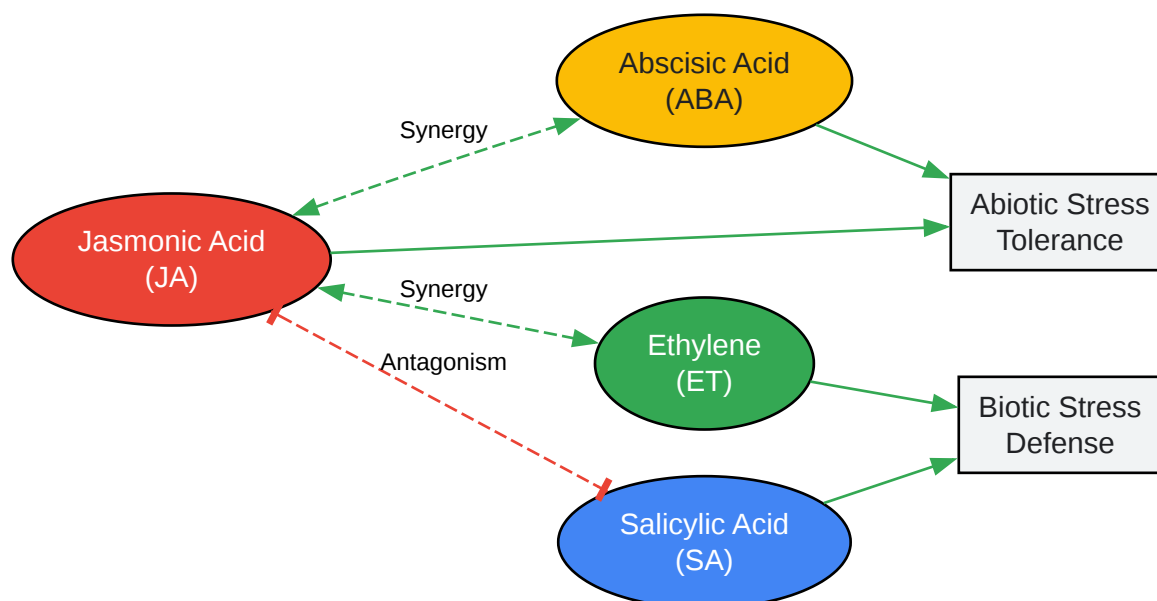 Abscisic Acid
(ABA)
Synergy
Abiotic Stress
Tolerance
Jasmonic Acid
(JA)
Synergy
Ethylene
(ET)
Antagonism
Biotic Stress
Defense
Salicylic Acid
(SA)